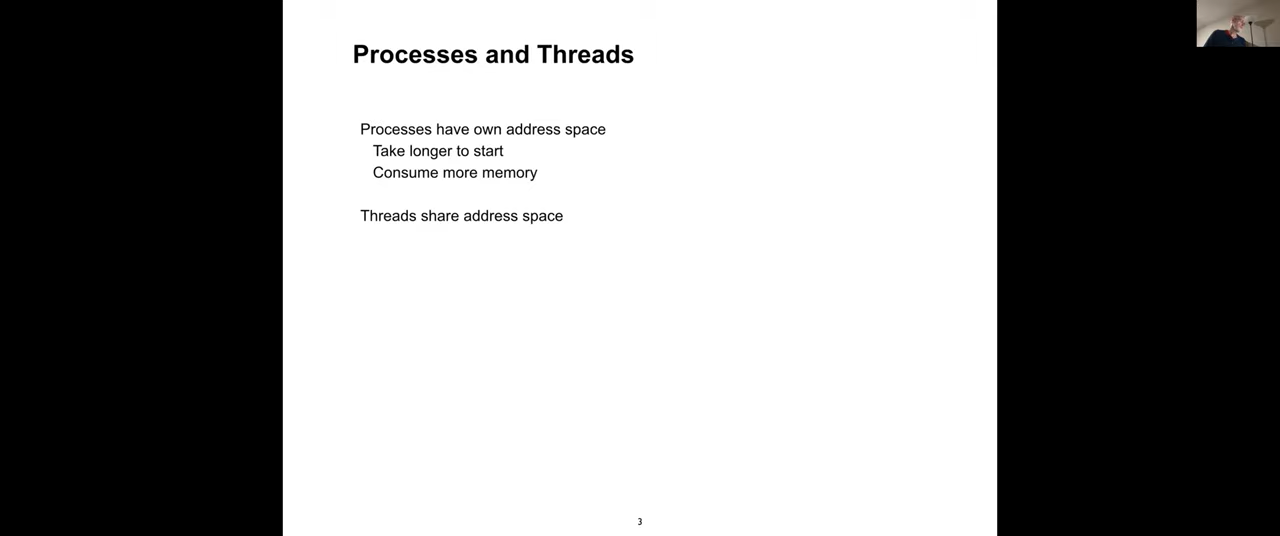 Processes and Threads
Processes have own address space
Take longer to start
Consume more memory
Threads share address space
3